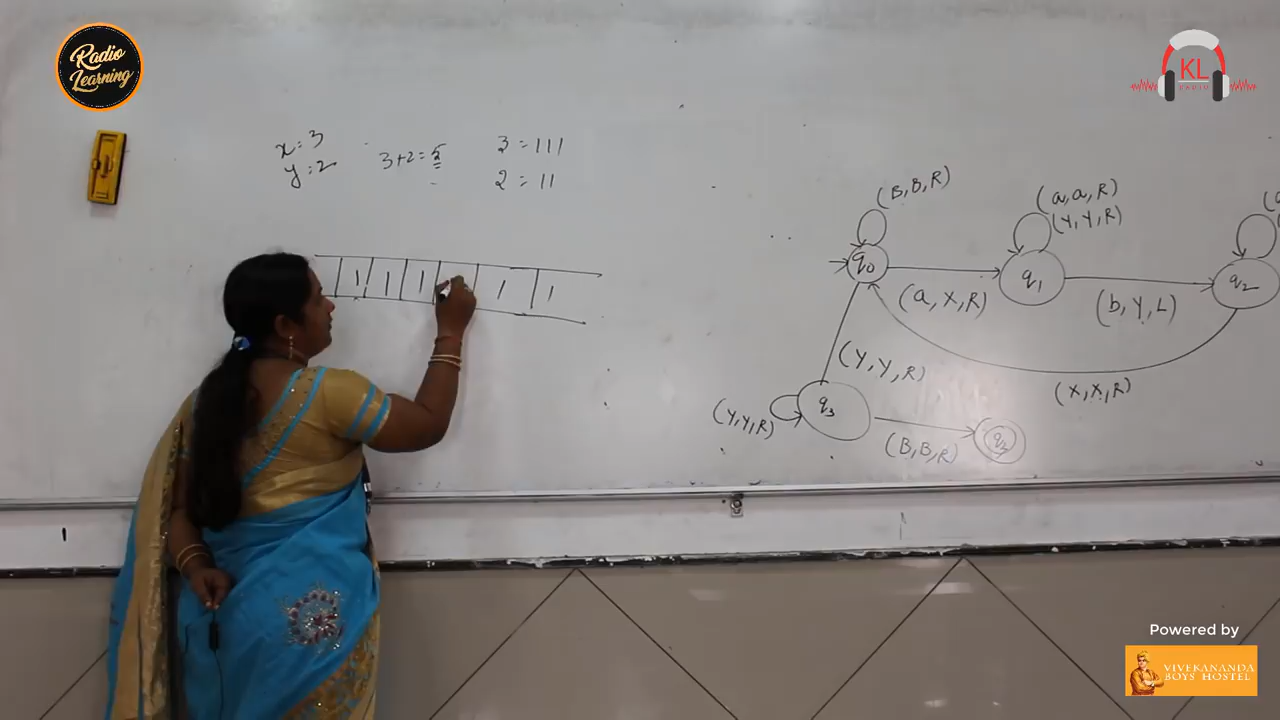 Radio
Learning
KL
RADIO
x=3
y=2
3+2=5
3=111
2=11
1 1 1 1 1
(B,B,R)
(a,a,R)
(Y,Y,R)
(a
q0
q1
q2
(a,X,R)
(b,Y,L)
(Y,Y,R)
(X,X,R)
(Y,Y,R)
q3
(B,B,R)
Powered by
VIVEKANANDA
BOYS HOSTEL